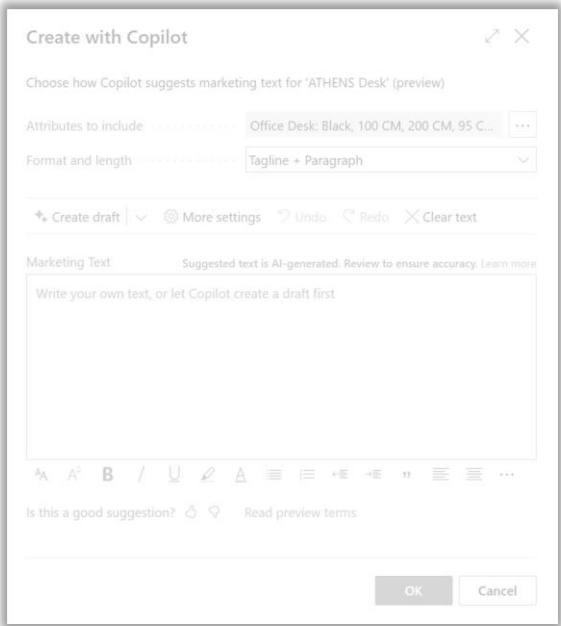 Create with Copilot
Choose how Copilot suggests marketing text for 'ATHENS Desk' (preview)
Attributes to include Office Desk: Black, 100 CM, 200 CM, 95 C... ...
Format and length Tagline + Paragraph
Create draft More settings Undo Redo Clear text
Marketing Text Suggested text is AI-generated. Review to ensure accuracy. Learn more
Write your own text, or let Copilot create a draft first
Is this a good suggestion? Read preview terms
OK Cancel